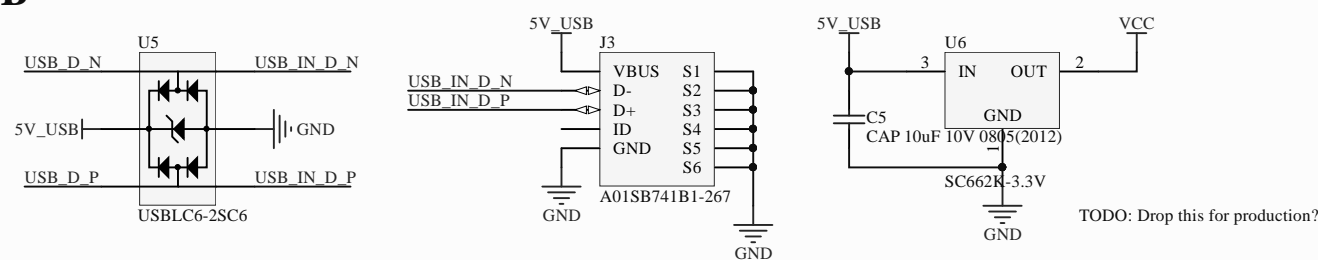 U5
USB_D_N
USB_IN_D_N
5V_USB
GND
USB_D_P
USB_IN_D_P
USBLC6-2SC6
5V_USB
J3
USB_IN_D_N
USB_IN_D_P
VBUS
D-
D+
ID
GND
S1
S2
S3
S4
S5
S6
A01SB741B1-267
GND
GND
5V_USB
VCC
U6
3
IN
OUT
2
GND
1
C5
CAP 10uF 10V 0805(2012)
SC662K-3.3V
GND
TODO: Drop this for production?